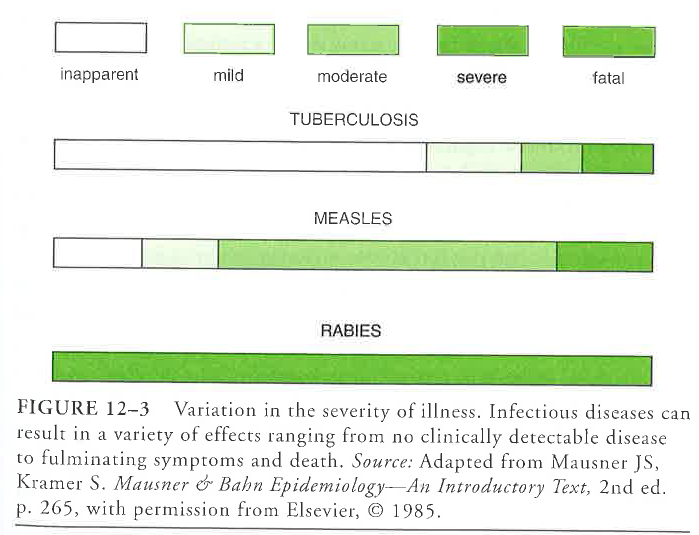 inapparent mild moderate severe fatal
TUBERCULOSIS
MEASLES
RABIES
FIGURE 12–3 Variation in the severity of illness. Infectious diseases can
result in a variety of effects ranging from no clinically detectable disease
to fulminating symptoms and death. Source: Adapted from Mausner JS,
Kramer S. Mausner & Bahn Epidemiology—An Introductory Text, 2nd ed.
p. 265, with permission from Elsevier, © 1985.